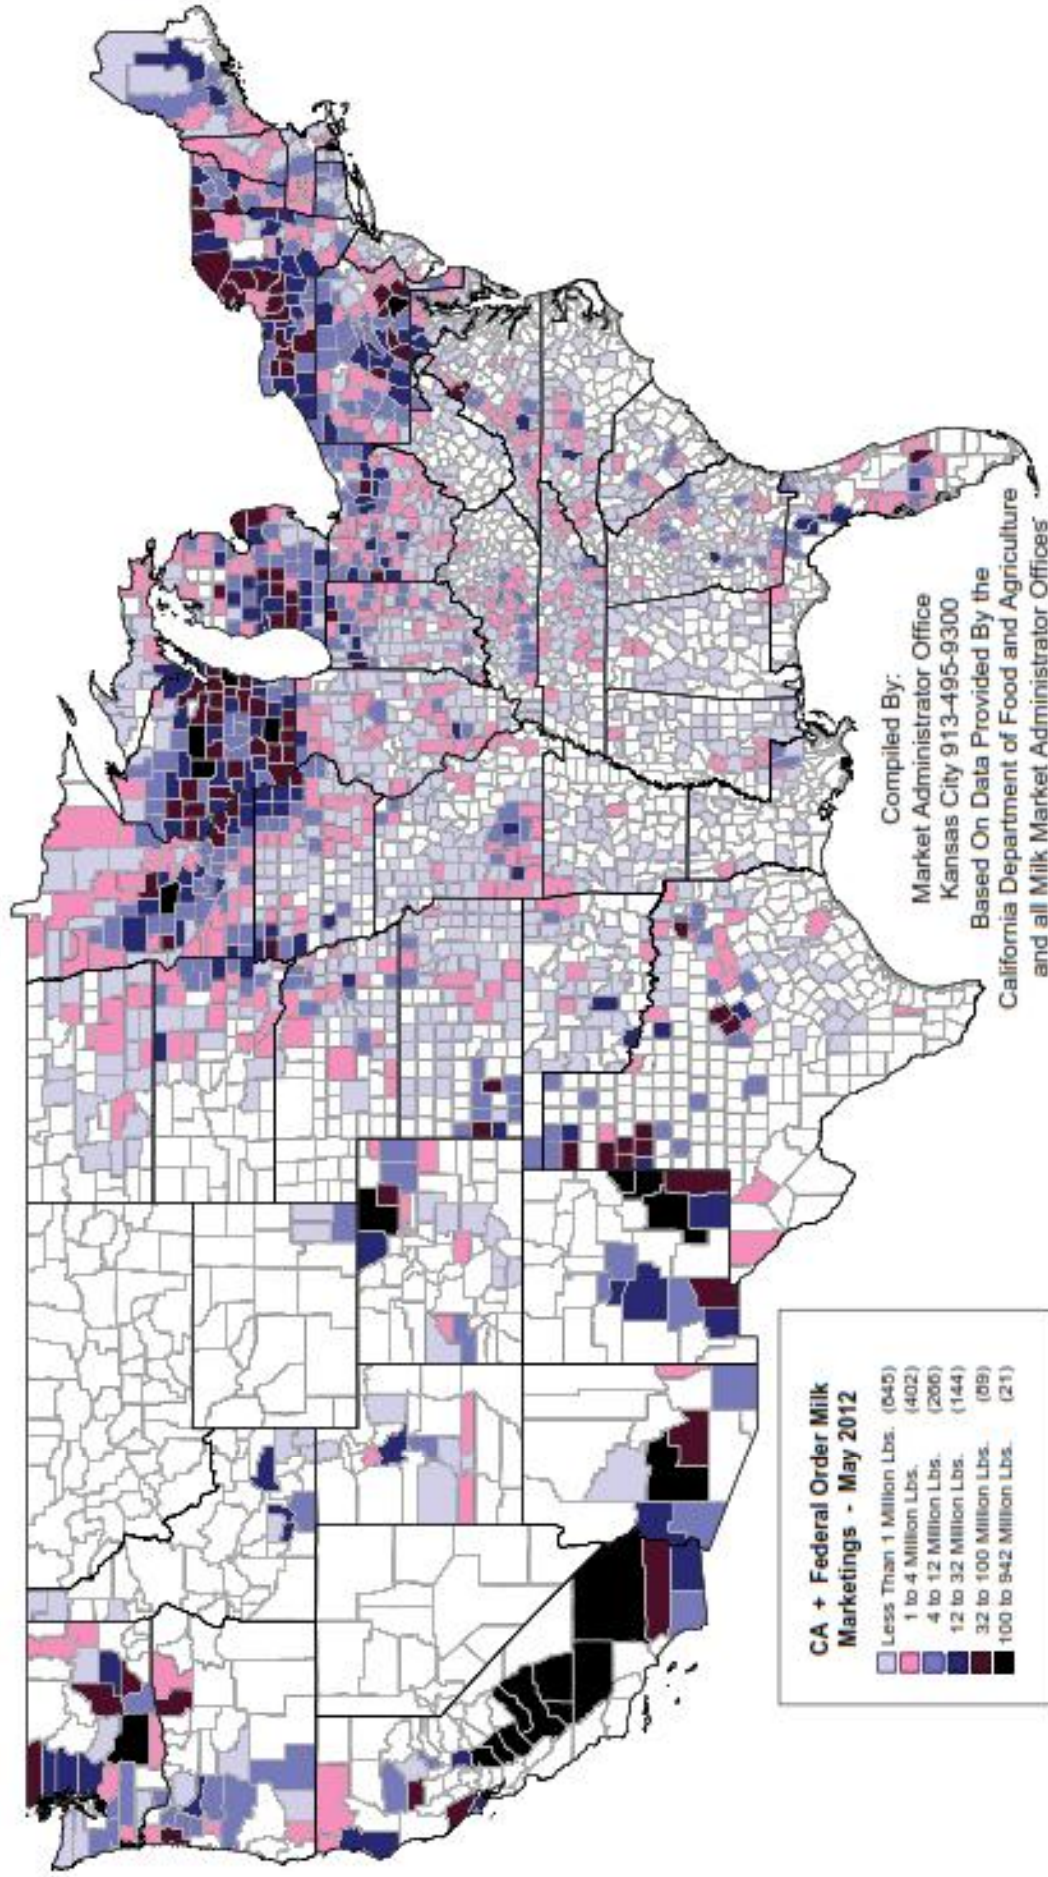 CA + Federal Order Milk
Marketings - May 2012
Less Than 1 Million Lbs. (645)
1 to 4 Million Lbs. (402)
4 to 12 Million Lbs. (266)
12 to 32 Million Lbs. (144)
32 to 100 Million Lbs. (89)
100 to 942 Million Lbs. (21)
Compiled By:
Market Administrator Office
Kansas City 913-495-9300
Based On Data Provided By the
California Department of Food and Agriculture
and all Milk Market Administrator Offices